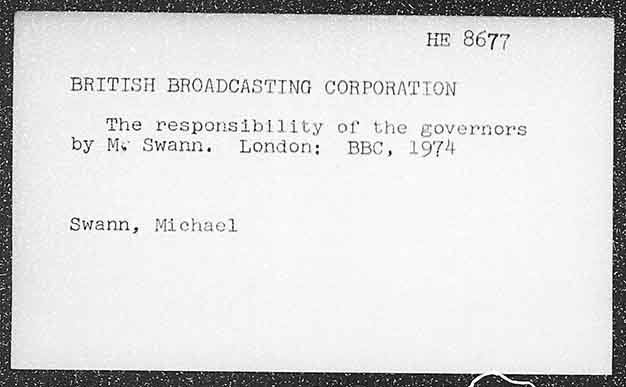 HE 8677
BRITISH BROADCASTING CORPORATION
The responsibility of the governors
by M. Swann. London: BBC, 1974
Swann, Michael